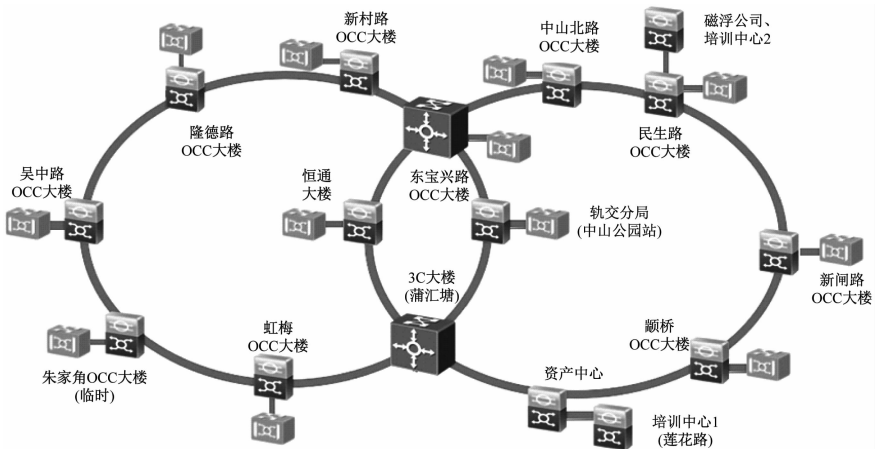 新村路
OCC大楼
中山北路
OCC大楼
磁浮公司、
培训中心2
隆德路
OCC大楼
民生路
OCC大楼
吴中路
OCC大楼
恒通
大楼
东宝兴路
OCC大楼
轨交分局
(中山公园站)
新闸路
OCC大楼
3C大楼
(蒲汇塘)
虹梅
OCC大楼
颛桥
OCC大楼
朱家角OCC大楼
(临时)
资产中心
培训中心1
(莲花路)